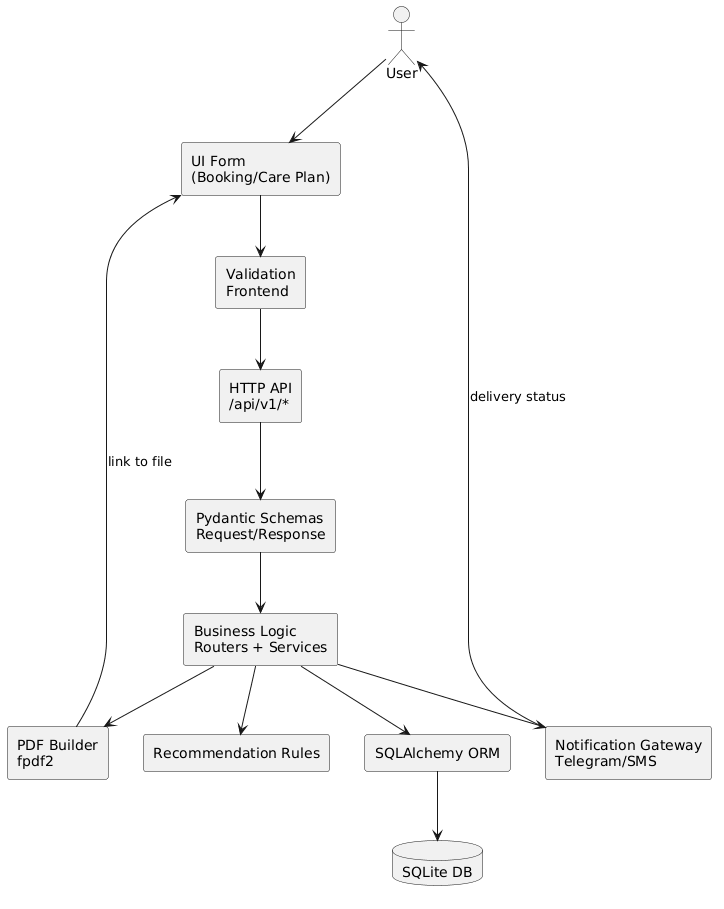 User
UI Form
(Booking/Care Plan)
Validation
Frontend
HTTP API
/api/v1/*
delivery status
link to file
Pydantic Schemas
Request/Response
Business Logic
Routers + Services
PDF Builder
fpdf2
Recommendation Rules
SQLAlchemy ORM
Notification Gateway
Telegram/SMS
SQLite DB